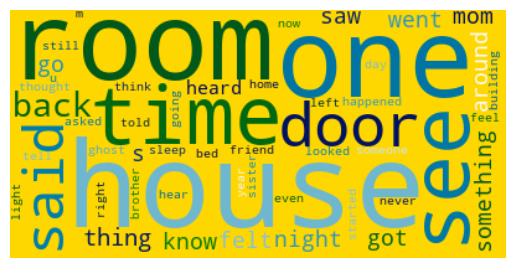 m
saw
mom
went
now
room
one
still
go
u
thought
think
heard
home
going
day
around
building
back
time
door
left
happened
asked
told
said
s
ghost
sleep
bed
friend
looked
someone
see
feel
something
tell
house
light
right
brother
hear
year
sister
even
started
never
thing
know
felt
night
got